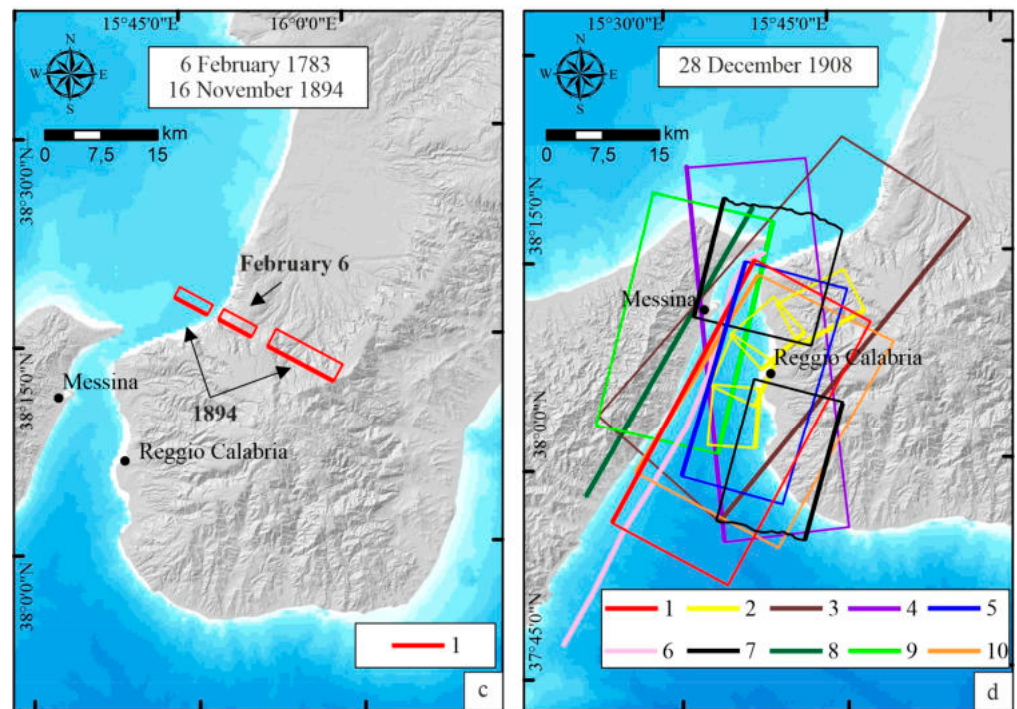 15°45'0"E
16°0'0"E
6 February 1783
16 November 1894
N
W
E
S
km
0
7,5
15
38°30'0"N
February 6
1894
Messina
38°15'0"N
Reggio Calabria
38°0'0"N
1
c
15°30'0"E
15°45'0"E
28 December 1908
N
W
E
S
km
0
7,5
15
38°15'0"N
Messina
Reggio Calabria
38°0'0"N
1
2
3
4
5
37°45'0"N
6
7
8
9
10
d